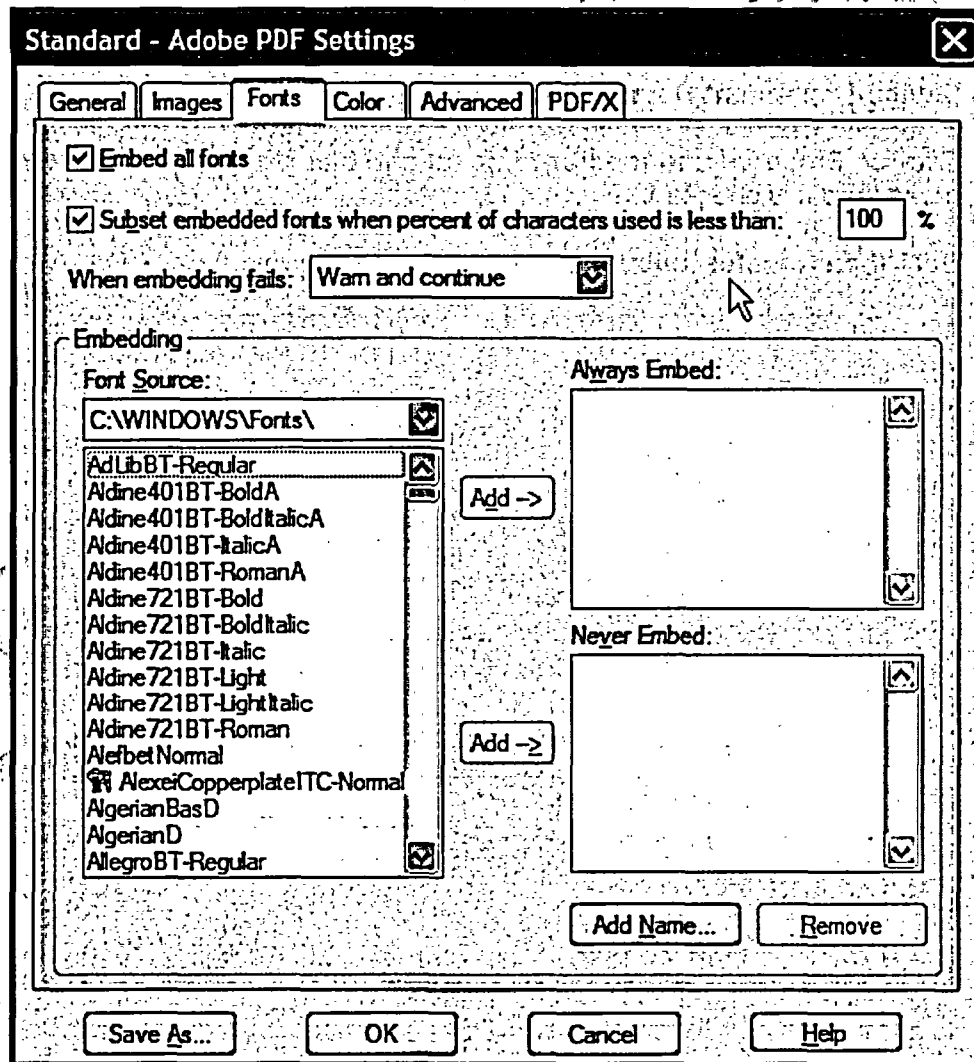 Standard - Adobe PDF Settings
General Images Fonts Color Advanced PDF/X
Embed all fonts
Subset embedded fonts when percent of characters used is less than: 100 %
When embedding fails: Warn and continue
Embedding
Font Source:
C:\WINDOWS\Fonts\
AdLibBT-Regular
Aldine401BT-BoldA
Aldine401BT-BoldItalicA
Aldine401BT-ItalicA
Aldine401BT-RomanA
Aldine721BT-Bold
Aldine721BT-BoldItalic
Aldine721BT-Italic
Aldine721BT-Light
Aldine721BT-LightItalic
Aldine721BT-Roman
AlefbetNormal
AlexeiCopperplateITC-Normal
AlgerianBasD
AlgerianD
AllegroBT-Regular
Add ->
Add ->
Always Embed:
Never Embed:
Add Name... Remove
Save As... OK Cancel Help